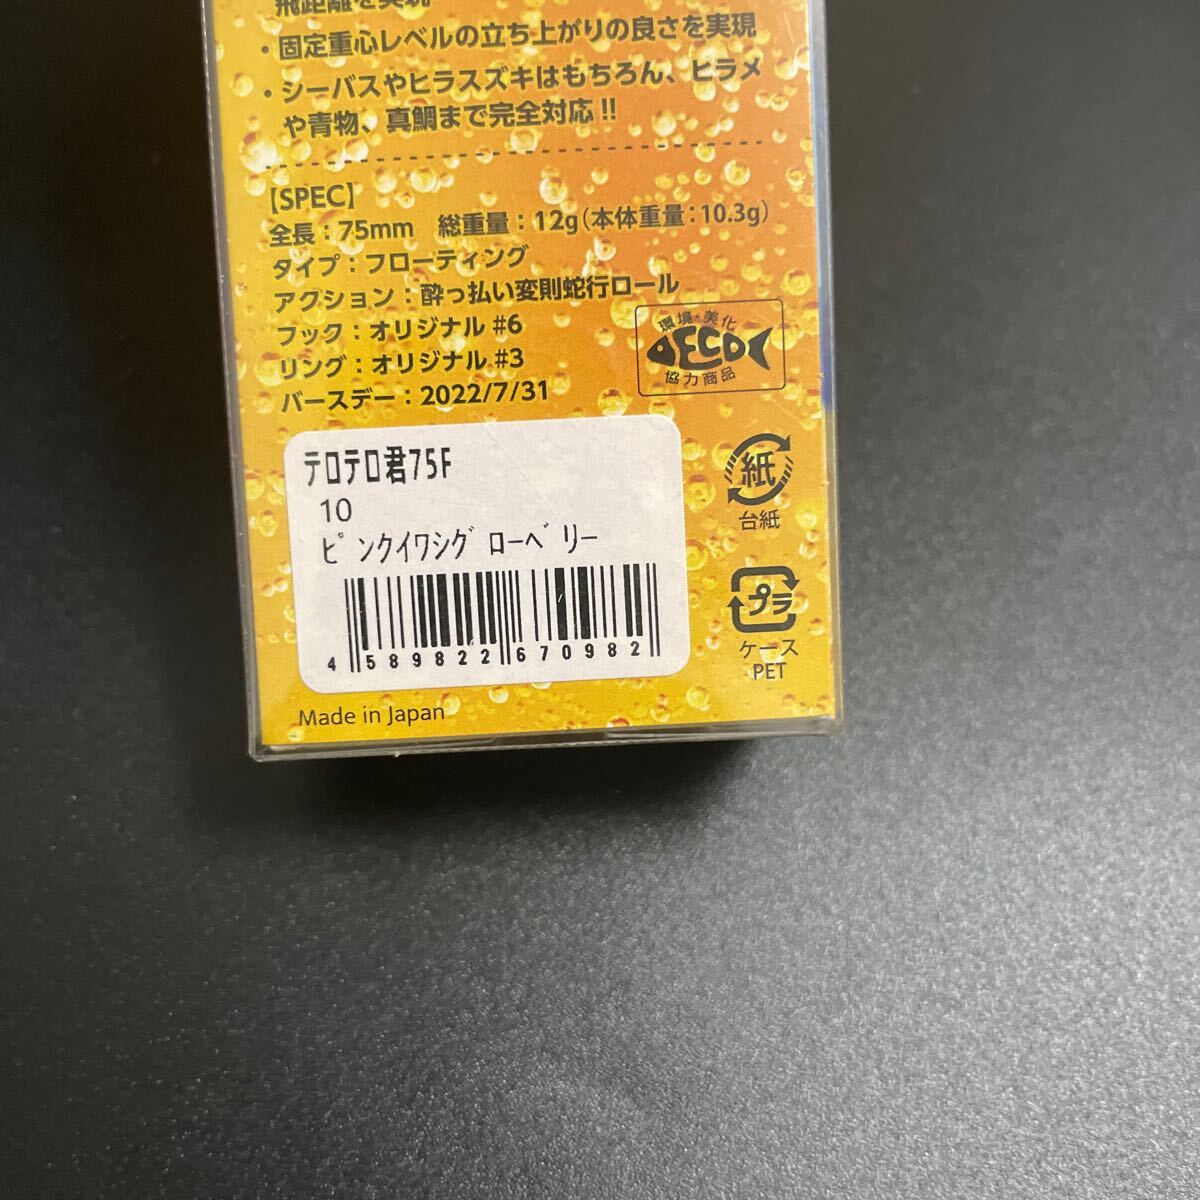 飛距離を実現
・固定重心レベルの立ち上がりの良さを実現
・シーバスやヒラスズキはもちろん、ヒラメ
や青物、真鯛まで完全対応!!
【SPEC】
全長：75mm　総重量：12g（本体重量：10.3g）
タイプ：フローティング
アクション：酔っ払い変則蛇行ロール
フック：オリジナル #6
リング：オリジナル #3
バースデー：2022/7/31
環境・美化
ECO
協力商品
ﾃﾛﾃﾛ君75F
10
ﾋﾟﾝｸｲﾜｼｸﾞﾛｰﾍﾞﾘｰ
4 589822 670982
Made in Japan
紙
台紙
プラ
ケース
PET